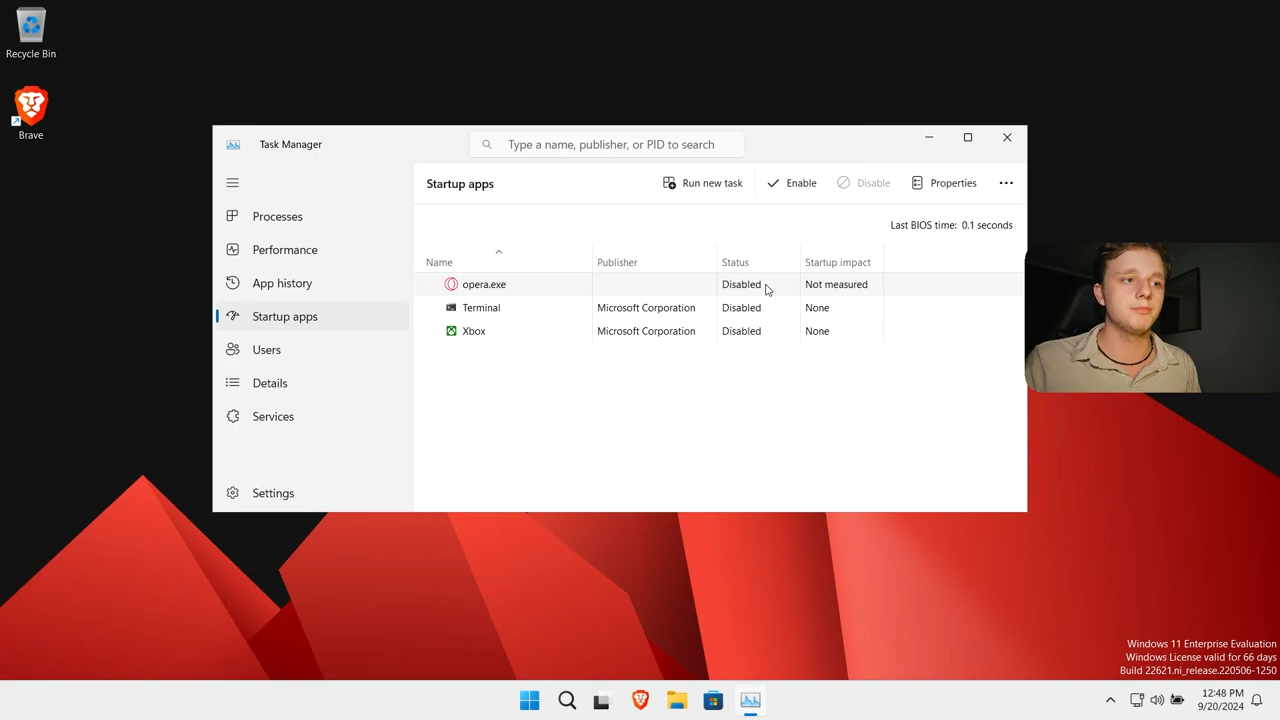 Recycle Bin
Brave
Task Manager
Type a name, publisher, or PID to search
Startup apps
Run new task
Enable
Disable
Properties
Last BIOS time: 0.1 seconds
Processes
Performance
App history
Startup apps
Users
Details
Services
Settings
Name Publisher Status Startup impact
opera.exe Disabled Not measured
Terminal Microsoft Corporation Disabled None
Xbox Microsoft Corporation Disabled None
Windows 11 Enterprise Evaluation
Windows License valid for 66 days
Build 22621.ni_release.220506-1250
12:48 PM
9/20/2024